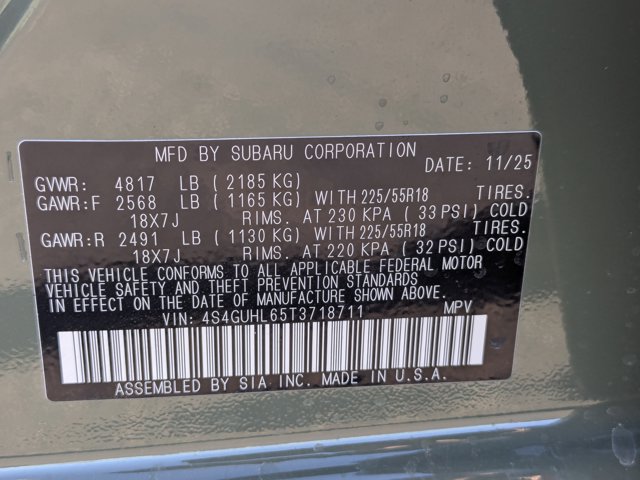 MFD BY SUBARU CORPORATION DATE: 11/25
GVWR: 4817 LB ( 2185 KG)
GAWR:F 2568 LB ( 1165 KG) WITH 225/55R18 TIRES.
18X7J RIMS. AT 230 KPA ( 33 PSI) COLD
GAWR:R 2491 LB ( 1130 KG) WITH 225/55R18 TIRES.
18X7J RIMS. AT 220 KPA ( 32 PSI) COLD
THIS VEHICLE CONFORMS TO ALL APPLICABLE FEDERAL MOTOR
VEHICLE SAFETY AND THEFT PREVENTION STANDARDS
IN EFFECT ON THE DATE OF MANUFACTURE SHOWN ABOVE.
VIN: 4S4GUHL65T3718711 MPV
ASSEMBLED BY SIA INC. MADE IN U.S.A.